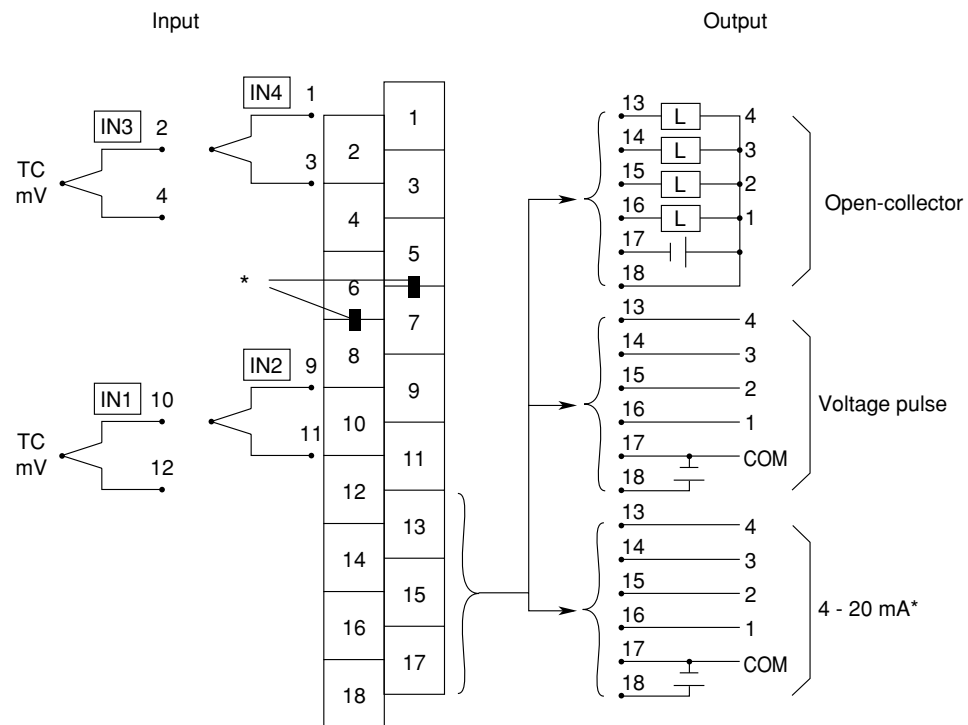 Input
Output
IN4
1
3
IN3
2
4
TC
mV
*
IN2
9
11
IN1
10
12
TC
mV
1
2
3
4
5
6
7
8
9
10
11
12
13
14
15
16
17
18
13 L 4
14 L 3
15 L 2
16 L 1
17
18
Open-collector
13 4
14 3
15 2
16 1
17 COM
18
Voltage pulse
13 4
14 3
15 2
16 1
17 COM
18
4 - 20 mA*